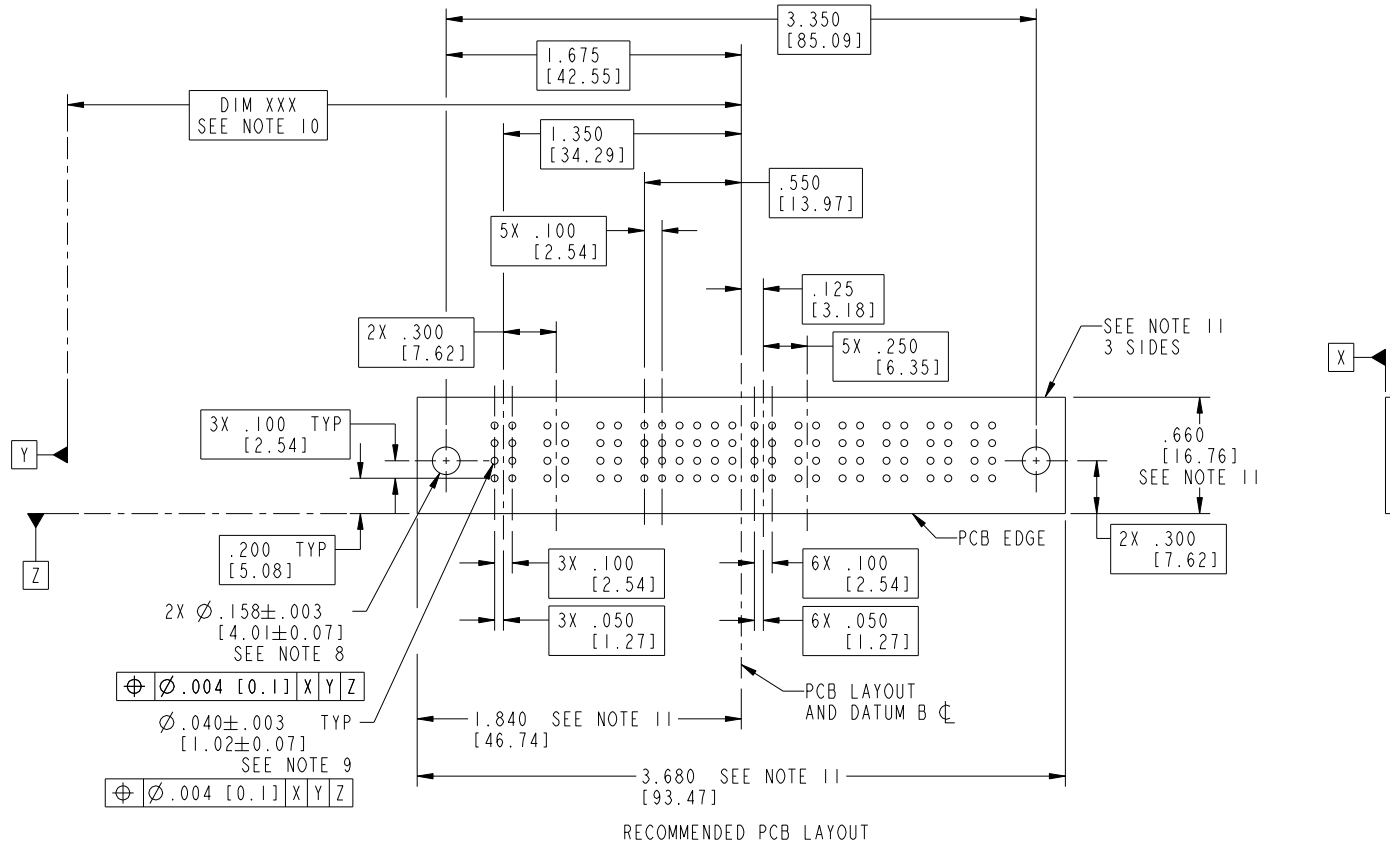 3.350
[85.09]
1.675
[42.55]
DIM XXX
SEE NOTE 10
1.350
[34.29]
.550
[13.97]
5X .100
[2.54]
.125
[3.18]
2X .300
[7.62]
5X .250
[6.35]
SEE NOTE 11
3 SIDES
X
3X .100 TYP
[2.54]
Y
.660
[16.76]
SEE NOTE 11
.200 TYP
[5.08]
Z
PCB EDGE
2X .300
[7.62]
3X .100
[2.54]
6X .100
[2.54]
3X .050
[1.27]
6X .050
[1.27]
2X Ø.158±.003
[4.01±0.07]
SEE NOTE 8
⌖ Ø.004 [0.1] X Y Z
Ø.040±.003 TYP
[1.02±0.07]
SEE NOTE 9
⌖ Ø.004 [0.1] X Y Z
PCB LAYOUT
AND DATUM B ℄
1.840 SEE NOTE 11
[46.74]
3.680 SEE NOTE 11
[93.47]
RECOMMENDED PCB LAYOUT